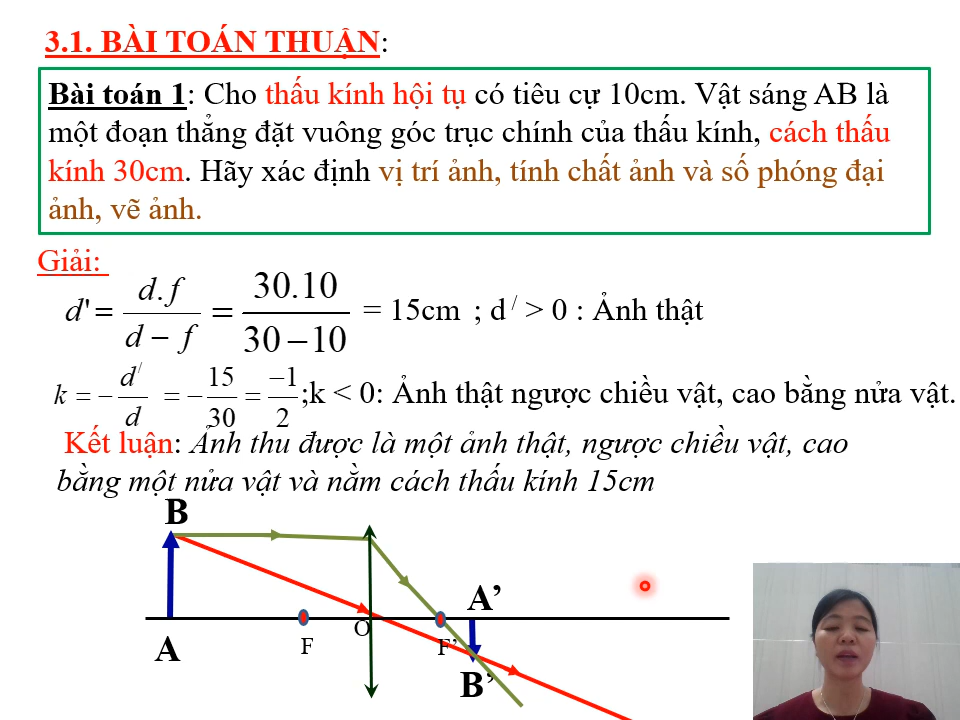 3.1. BÀI TOÁN THUẬN:
Bài toán 1: Cho thấu kính hội tụ có tiêu cự 10cm. Vật sáng AB là
một đoạn thẳng đặt vuông góc trục chính của thấu kính, cách thấu
kính 30cm. Hãy xác định vị trí ảnh, tính chất ảnh và số phóng đại
ảnh, vẽ ảnh.
Giải:
d' = d.f / (d − f) = 30.10 / (30 − 10) = 15cm ; d / > 0 : Ảnh thật
k = − d/ / d = − 15 / 30 = −1 / 2 ;k < 0: Ảnh thật ngược chiều vật, cao bằng nửa vật.
Kết luận: Ảnh thu được là một ảnh thật, ngược chiều vật, cao
bằng một nửa vật và nằm cách thấu kính 15cm
B
A’
O
F
F’
A
B’